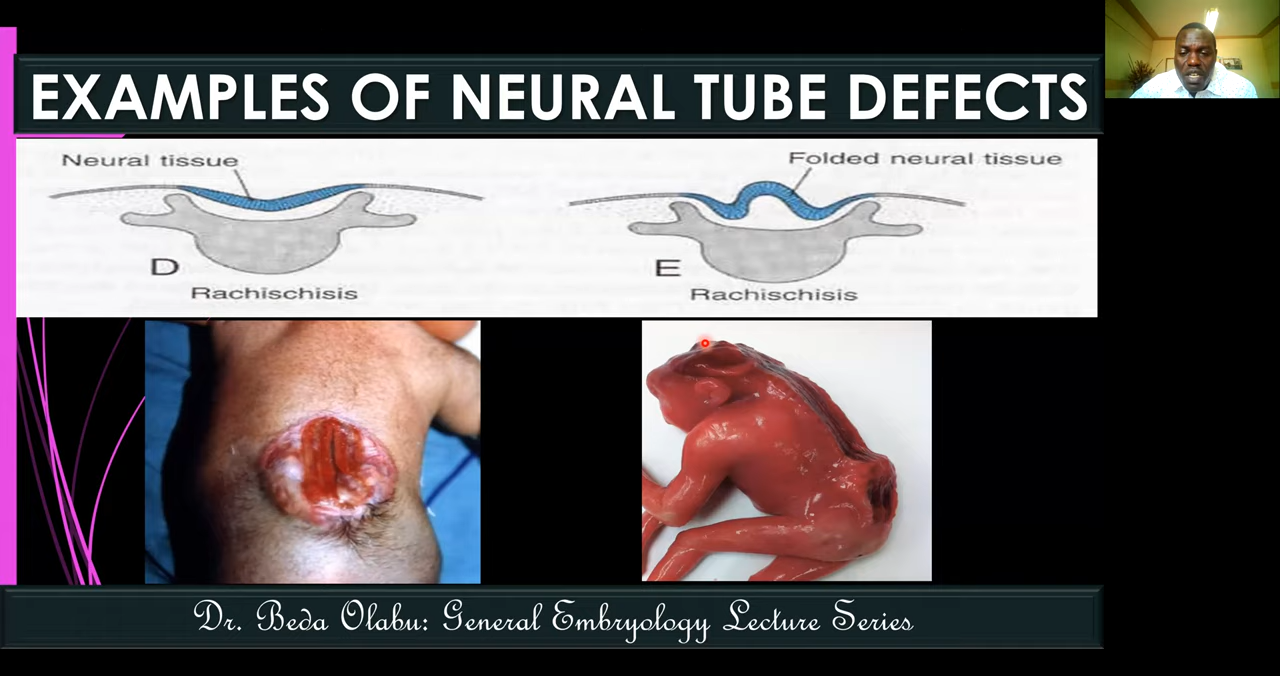 EXAMPLES OF NEURAL TUBE DEFECTS
Neural tissue
Folded neural tissue
D
E
Rachischisis
Rachischisis
Dr. Beda Olabu: General Embryology Lecture Series